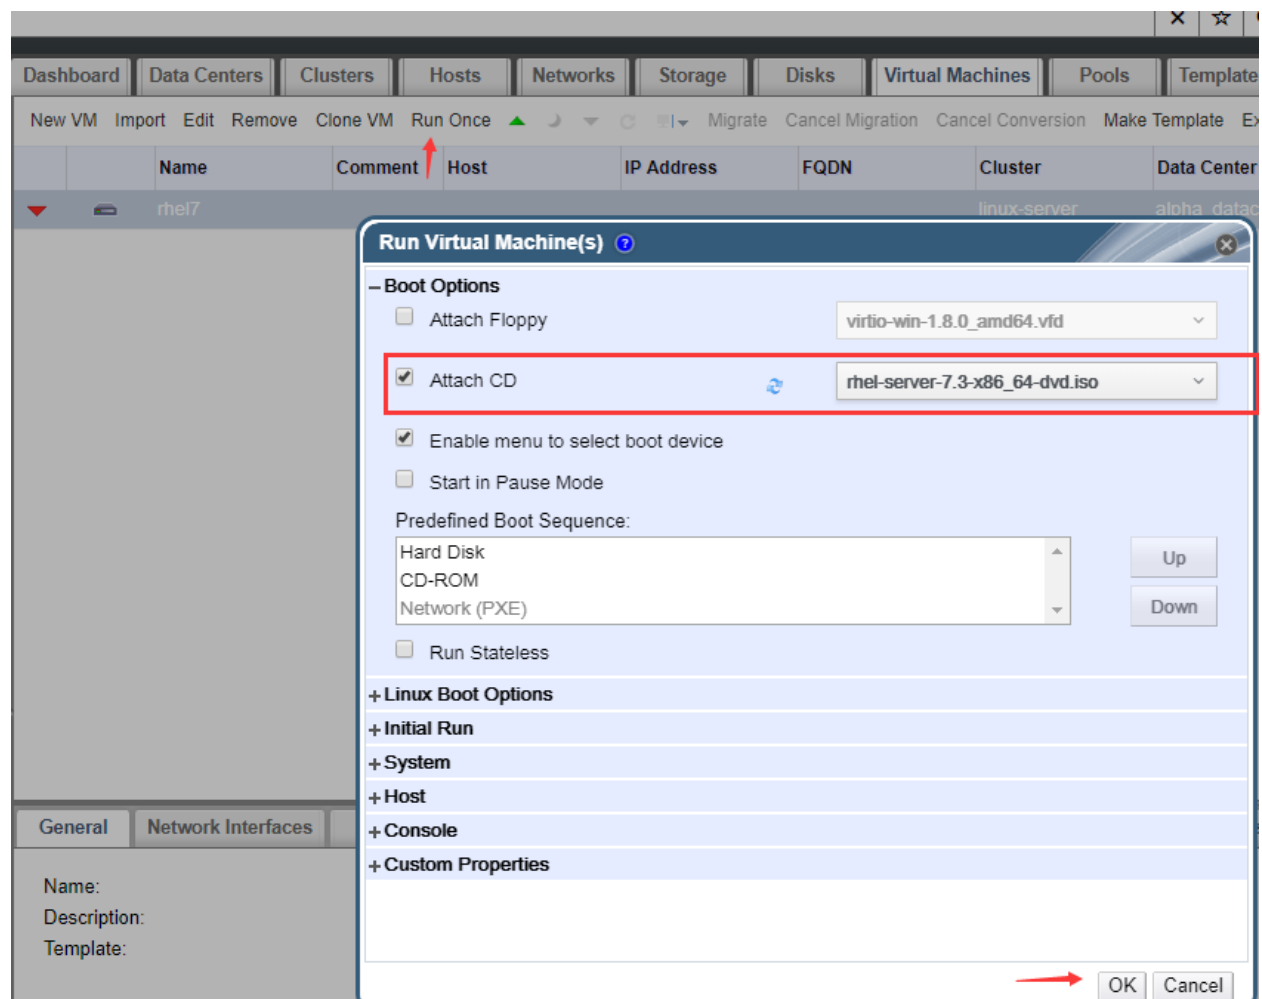 Dashboard Data Centers Clusters Hosts Networks Storage Disks Virtual Machines Pools Template
New VM Import Edit Remove Clone VM Run Once Migrate Cancel Migration Cancel Conversion Make Template Ex
Name Comment Host IP Address FQDN Cluster Data Center
rhel7 linux-server alpha_datac
Run Virtual Machine(s) ?
Boot Options
Attach Floppy virtio-win-1.8.0_amd64.vfd
Attach CD rhel-server-7.3-x86_64-dvd.iso
Enable menu to select boot device
Start in Pause Mode
Predefined Boot Sequence:
Hard Disk
CD-ROM
Network (PXE)
Up
Down
Run Stateless
Linux Boot Options
Initial Run
System
Host
Console
Custom Properties
OK Cancel
General Network Interfaces
Name:
Description:
Template: